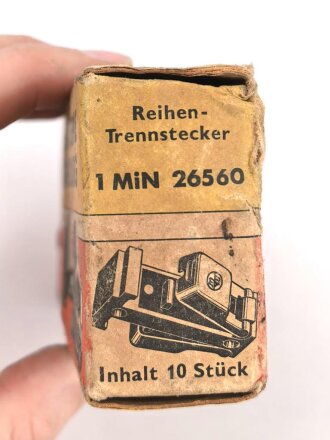 Reihen-
Trennstecker
1 MiN 26560
Inhalt 10 Stück